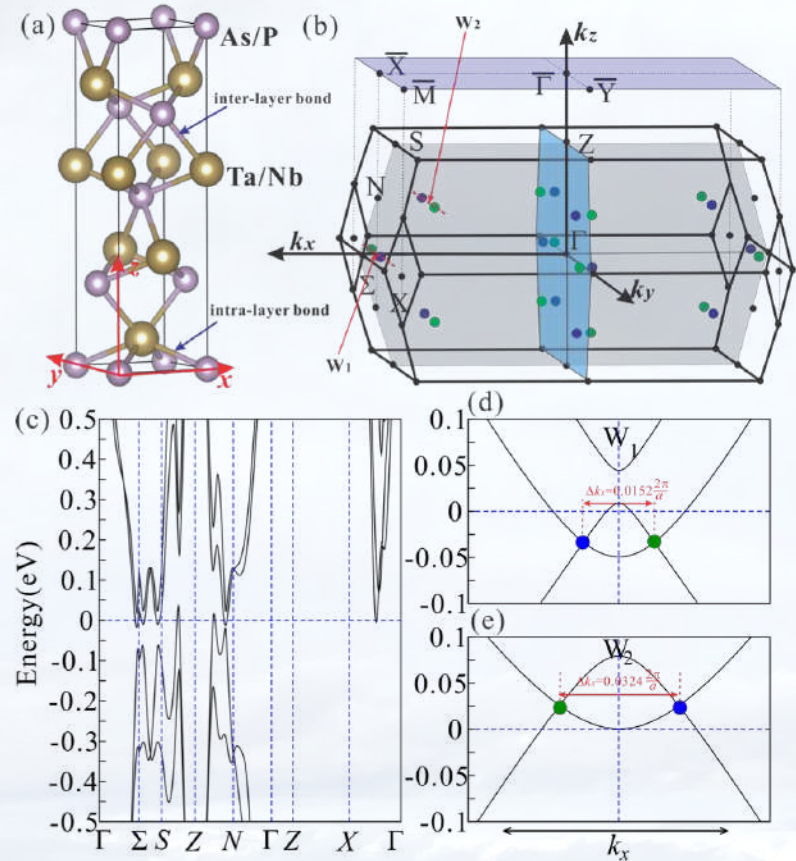 (a)
As/P
inter-layer bond
Ta/Nb
z
intra-layer bond
y
x
(b)
W2
kz
X̅
M̅
Γ̅
Y̅
S
Z
N
kx
Γ
Σ
X
ky
W1
(c)
Energy(eV)
0.5
0.4
0.3
0.2
0.1
0
-0.1
-0.2
-0.3
-0.4
-0.5
Γ Σ S Z N Γ Z X Γ
(d)
0.1
0.05
0
-0.05
-0.1
W1
Δkx=0.0152 2π/a
(e)
0.1
0.05
0
-0.05
-0.1
W2
Δkx=0.0324 2π/a
kx